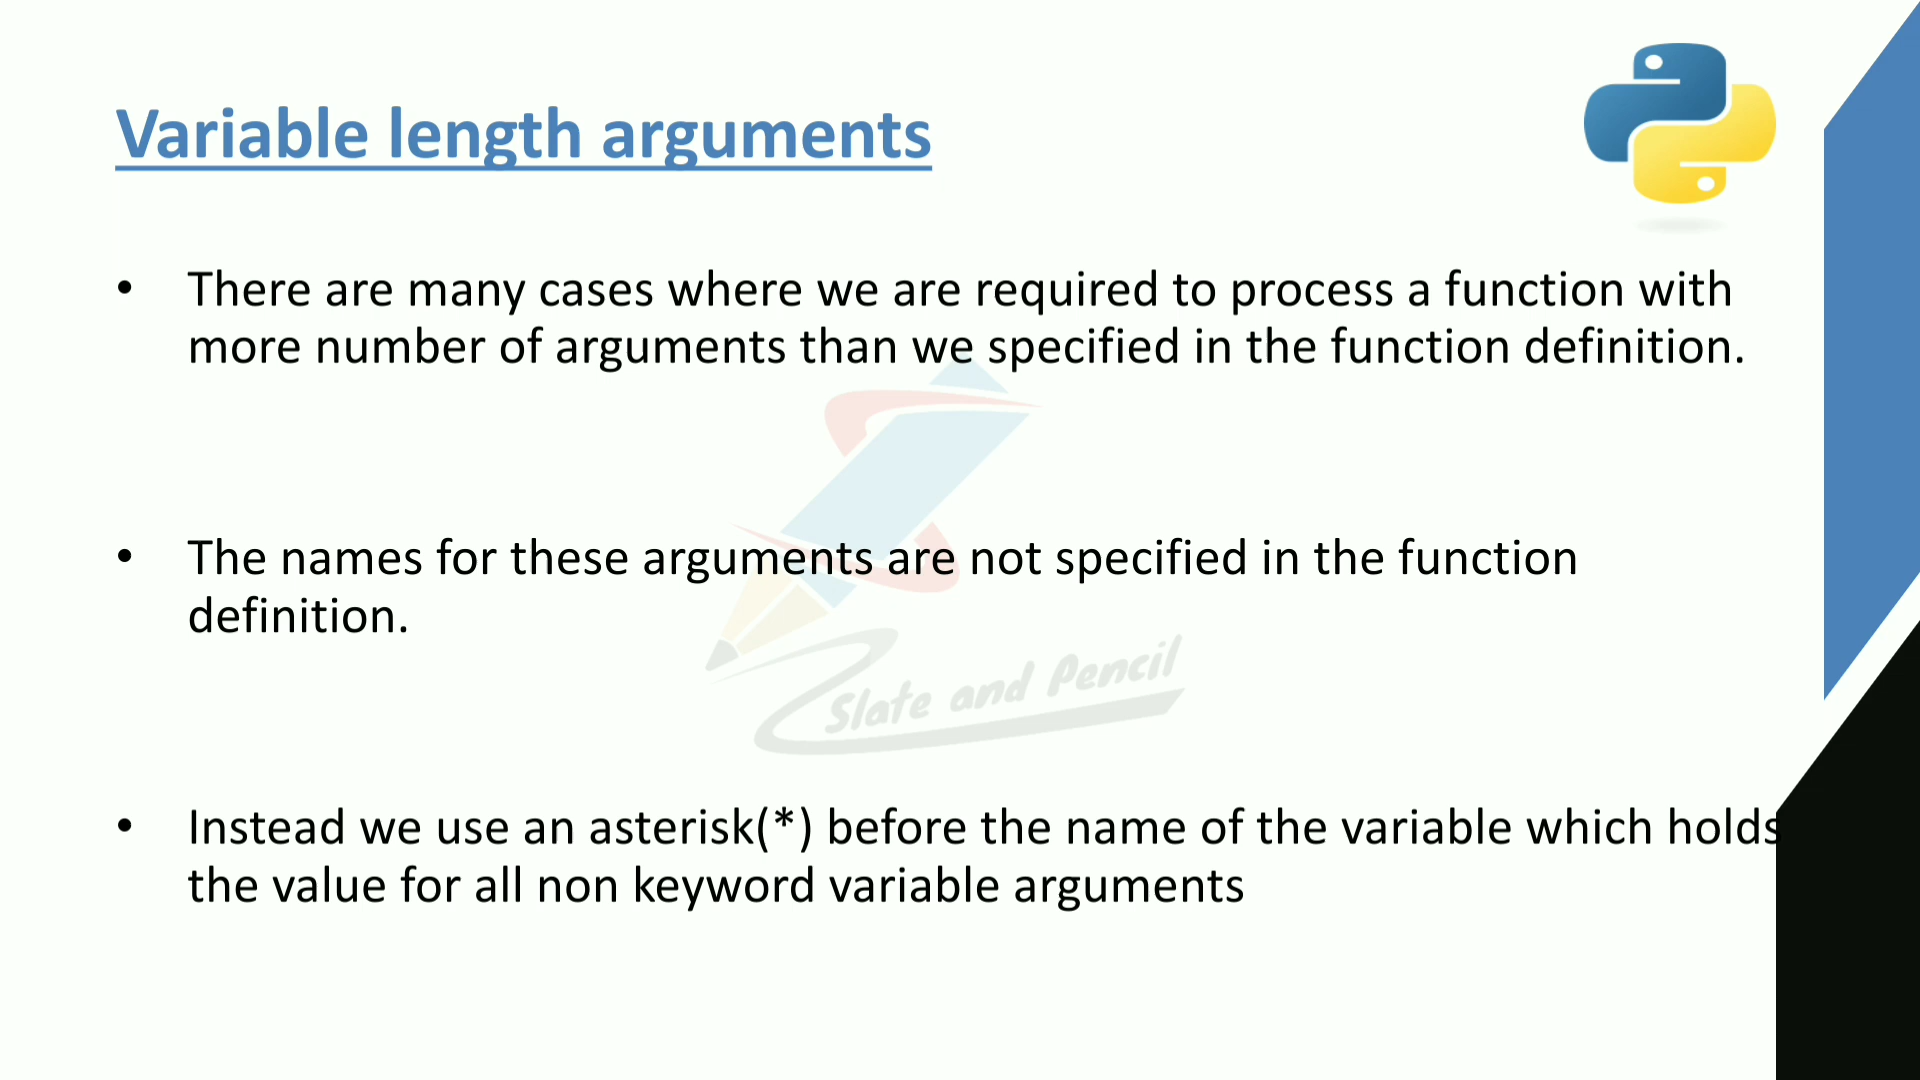 Variable length arguments
• There are many cases where we are required to process a function with
more number of arguments than we specified in the function definition.
• The names for these arguments are not specified in the function
definition.
Slate and Pencil
• Instead we use an asterisk(*) before the name of the variable which holds
the value for all non keyword variable arguments